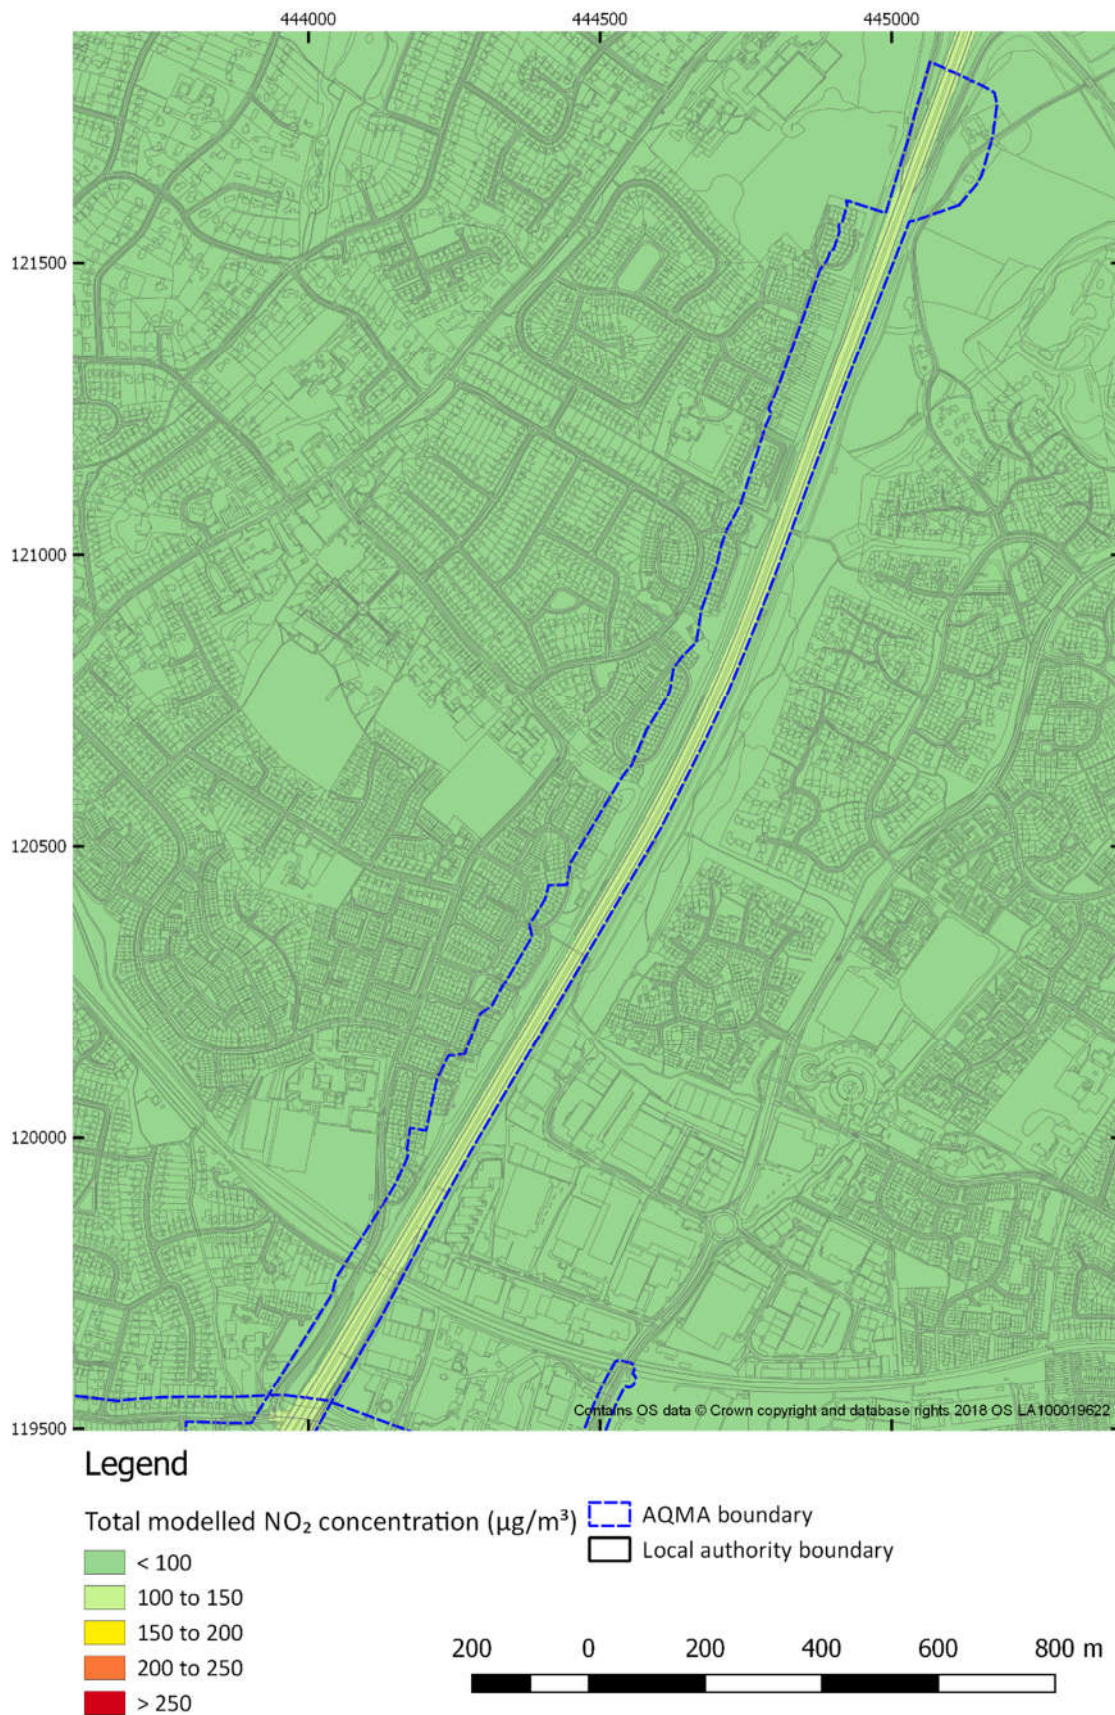 444000 444500 445000
121500
121000
120500
120000
119500
Contains OS data © Crown copyright and database rights 2018 OS LA100019622
Legend
Total modelled NO₂ concentration (µg/m³)
< 100
100 to 150
150 to 200
200 to 250
> 250
AQMA boundary
Local authority boundary
200 0 200 400 600 800 m